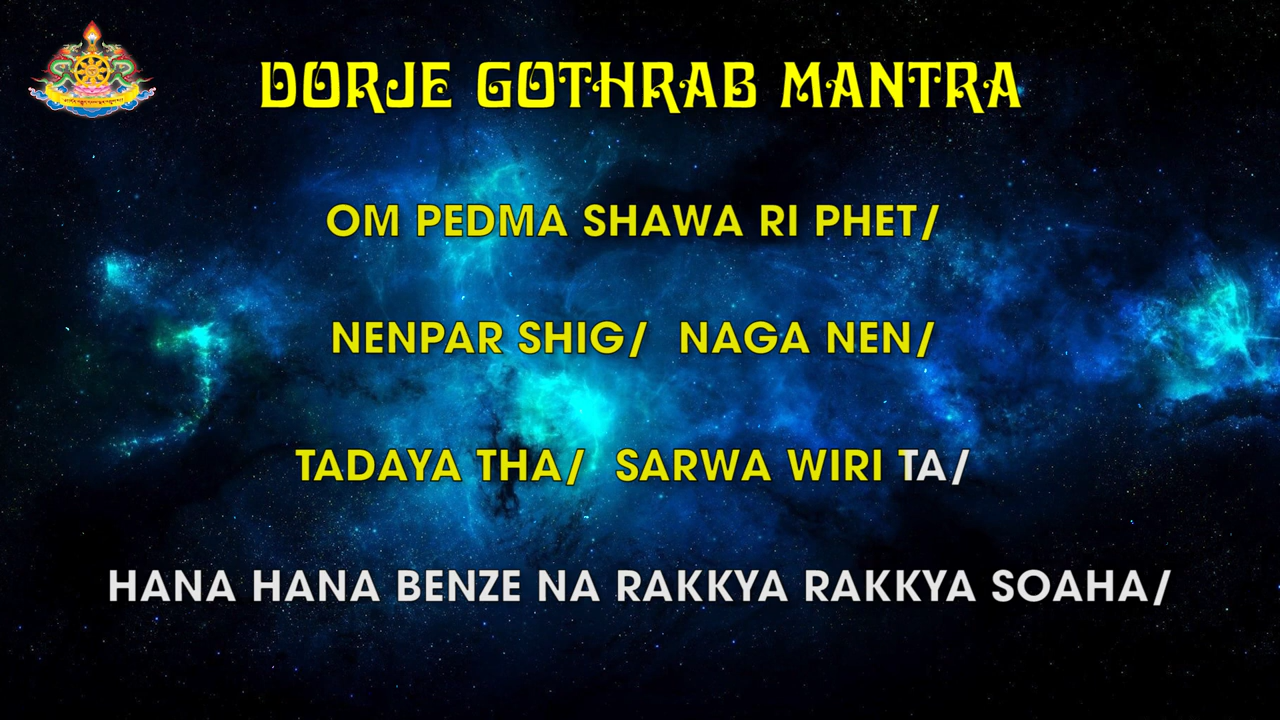 DORJE GOTHRAB MANTRA
OM PEDMA SHAWA RI PHET/
NENPAR SHIG/ NAGA NEN/
TADAYA THA/ SARWA WIRI TA/
HANA HANA BENZE NA RAKKYA RAKKYA SOAHA/